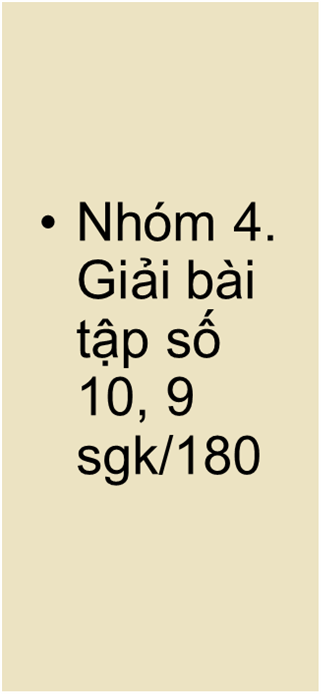 • Nhóm 4.
Giải bài
tập số
10, 9
sgk/180